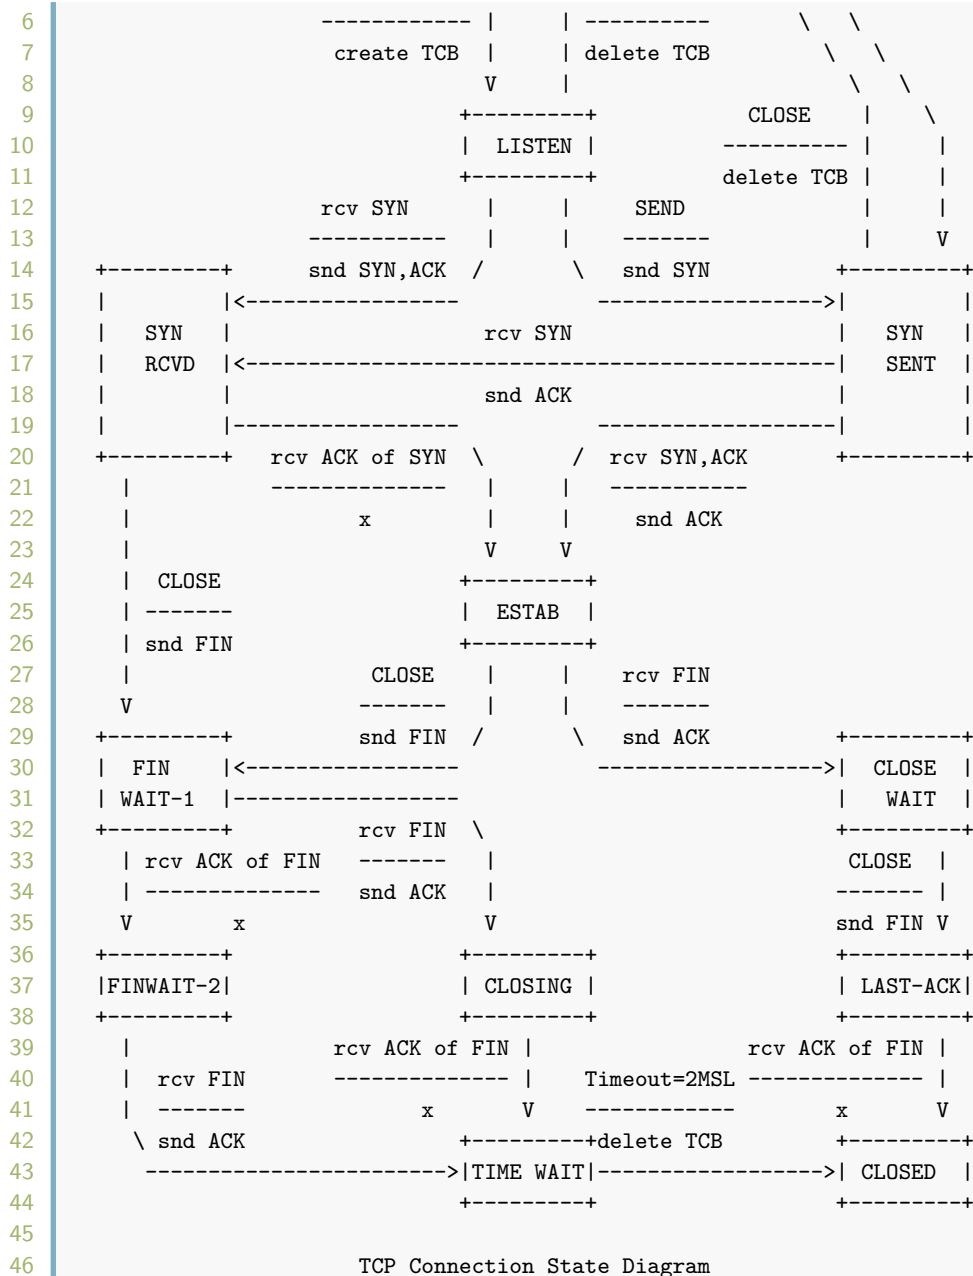 6                      ------------ |      | ----------       \   \
7                       create TCB  |      | delete TCB         \   \
8                                   V      |                      \   \
9                                 +---------+            CLOSE    |    \
10                                |  LISTEN |          ---------- |     |
11                                +---------+          delete TCB |     |
12                     rcv SYN      |     |     SEND              |     |
13                    -----------   |     |    -------            |     V
14   +---------+      snd SYN,ACK  /       \   snd SYN          +---------+
15   |         |<-----------------           ------------------>|         |
16   |   SYN   |                    rcv SYN                     |   SYN   |
17   |   RCVD  |<-----------------------------------------------|   SENT  |
18   |         |                    snd ACK                     |         |
19   |         |------------------           -------------------|         |
20   +---------+   rcv ACK of SYN  \       /  rcv SYN,ACK       +---------+
21     |           --------------   |     |   -----------
22     |                  x         |     |     snd ACK
23     |                            V     V
24     |  CLOSE                   +---------+
25     | -------                  |  ESTAB  |
26     | snd FIN                  +---------+
27     |                   CLOSE    |     |    rcv FIN
28     V                  -------   |     |    -------
29   +---------+          snd FIN  /       \   snd ACK          +---------+
30   |  FIN    |<-----------------           ------------------>|  CLOSE  |
31   | WAIT-1  |------------------                              |   WAIT  |
32   +---------+          rcv FIN  \                            +---------+
33     | rcv ACK of FIN   -------   |                            CLOSE  |
34     | --------------   snd ACK   |                           ------- |
35     V        x                   V                           snd FIN V
36   +---------+                  +---------+                   +---------+
37   |FINWAIT-2|                  | CLOSING |                   | LAST-ACK|
38   +---------+                  +---------+                   +---------+
39     |                rcv ACK of FIN |                 rcv ACK of FIN |
40     |  rcv FIN       -------------- |    Timeout=2MSL -------------- |
41     |  -------              x       V    ------------        x       V
42      \ snd ACK                 +---------+delete TCB         +---------+
43       ------------------------>|TIME WAIT|------------------>| CLOSED  |
44                                +---------+                   +---------+
45
46                        TCP Connection State Diagram